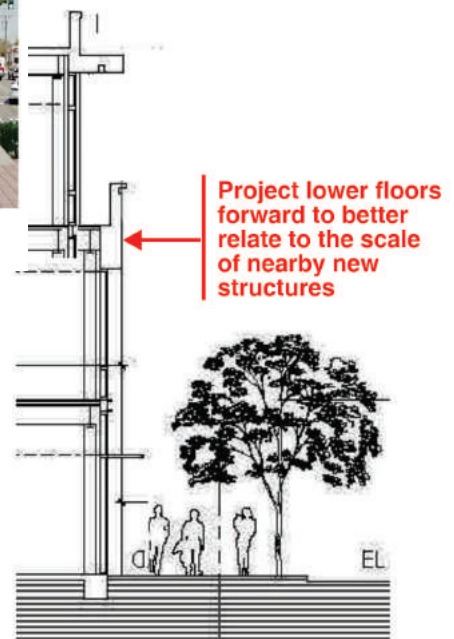 Project lower floors
forward to better
relate to the scale
of nearby new
structures
EL